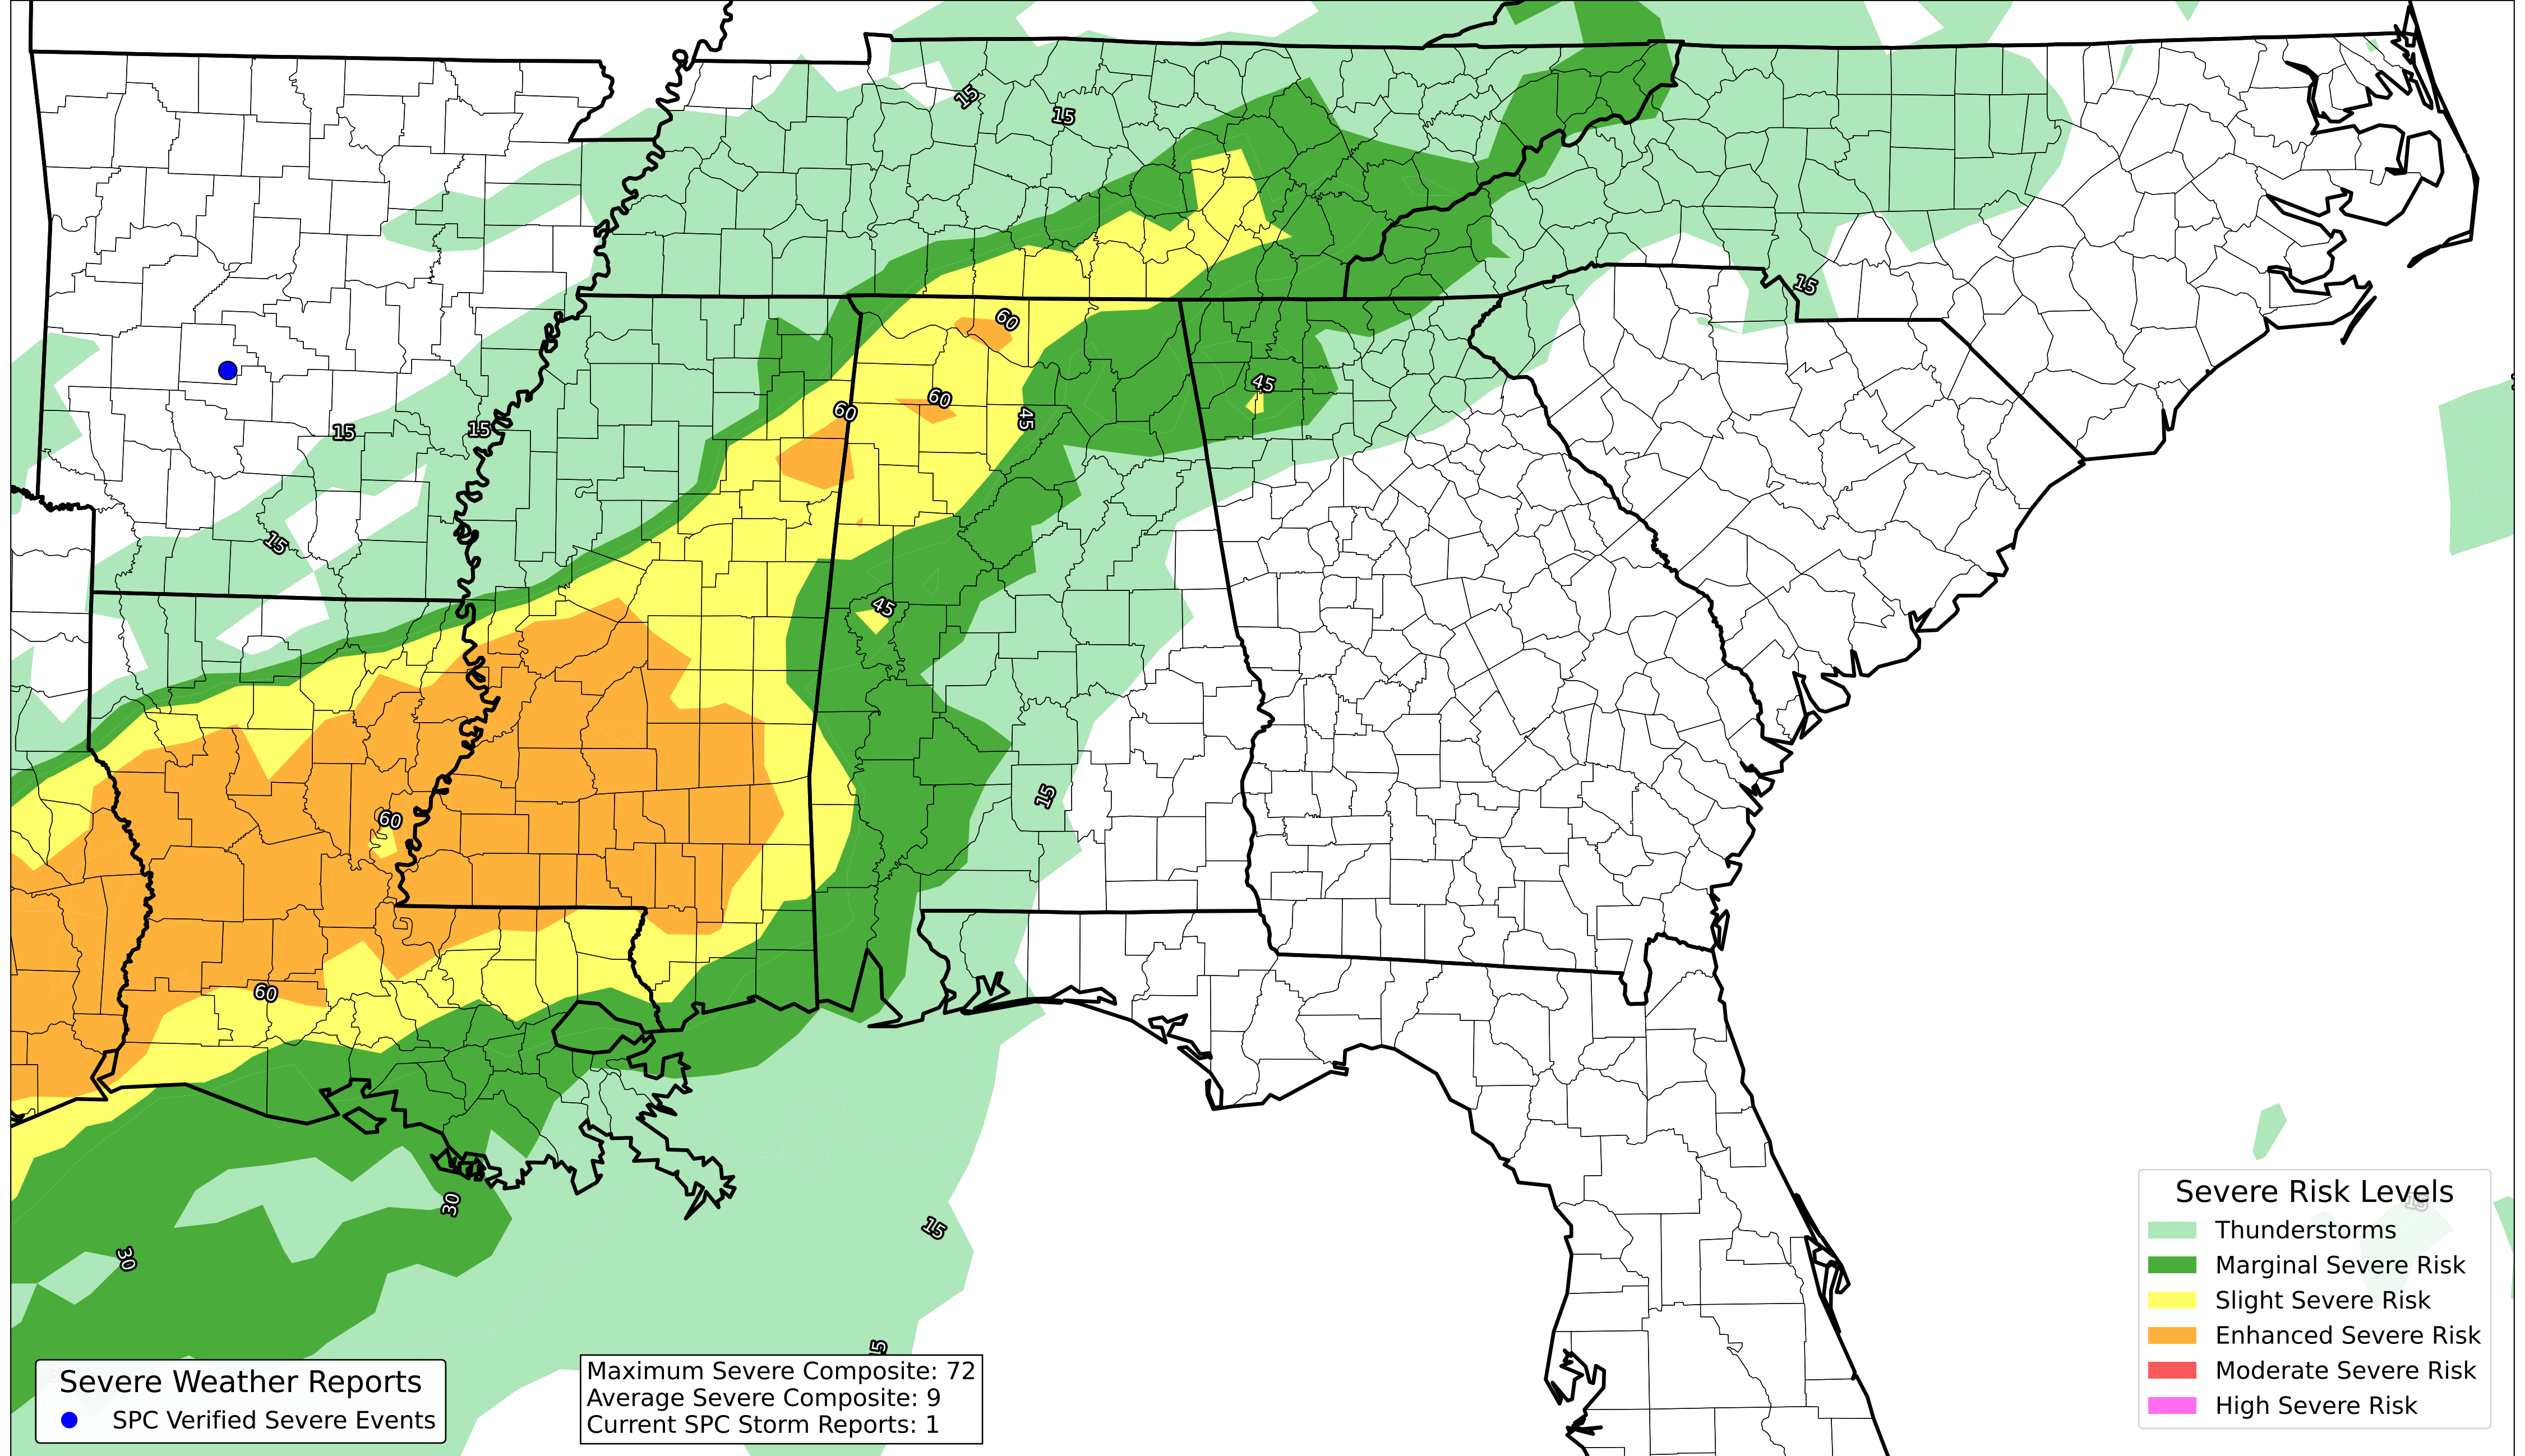 15
15
15
60
45
60
60
45
15
15
15
45
15
60
60
30
15
30
15
Severe Risk Levels
Thunderstorms
Marginal Severe Risk
Slight Severe Risk
Enhanced Severe Risk
Moderate Severe Risk
High Severe Risk
Severe Weather Reports
SPC Verified Severe Events
Maximum Severe Composite: 72
Average Severe Composite: 9
Current SPC Storm Reports: 1